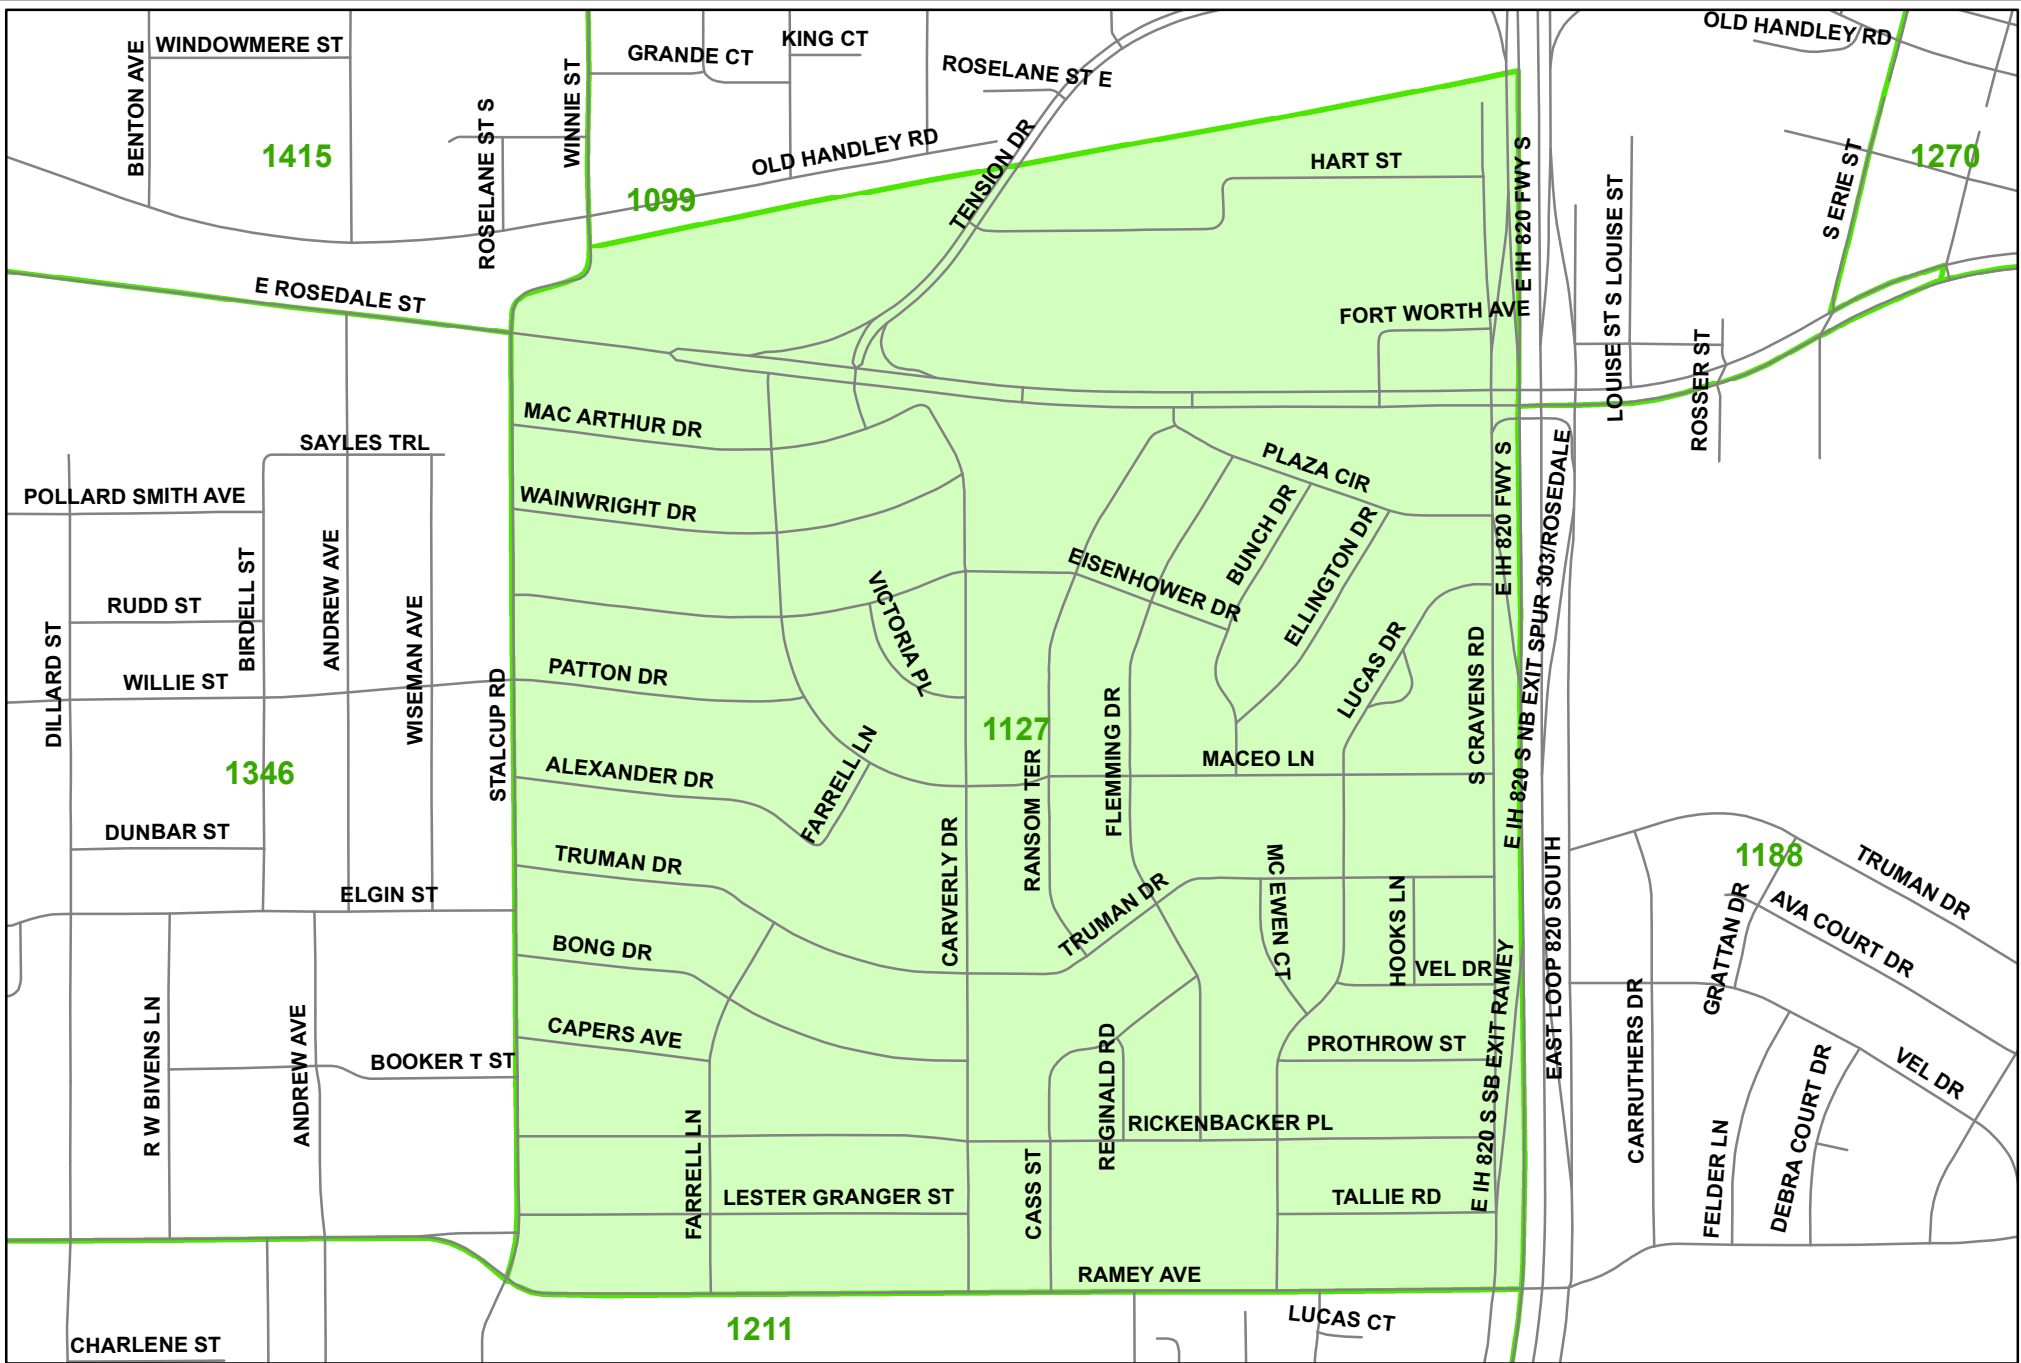 OLD HANDLEY RD
WINDOWMERE ST
KING CT
GRANDE CT
BENTON AVE
WINNIE ST
ROSELANE ST E
ROSELANE ST S
1415
1099
OLD HANDLEY RD
TENSION DR
HART ST
E IH 820 FWY S
LOUISE ST S LOUISE ST
S ERIE ST
1270
E ROSEDALE ST
FORT WORTH AVE
ROSSER ST
MAC ARTHUR DR
SAYLES TRL
POLLARD SMITH AVE
WAINWRIGHT DR
PLAZA CIR
BUNCH DR
ELLINGTON DR
EISENHOWER DR
E IH 820 FWY S
E IH 820 S NB EXIT SPUR 303/ROSEDALE
BIRDELL ST
ANDREW AVE
WISEMAN AVE
RUDD ST
DILLARD ST
WILLIE ST
VICTORIA PL
LUCAS DR
S CRAVENS RD
STALCUP RD
PATTON DR
1127
FLEMMING DR
MACEO LN
1346
ALEXANDER DR
FARRELL LN
RANSOM TER
DUNBAR ST
TRUMAN DR
CARVERLY DR
TRUMAN DR
MC EWEN CT
HOOKS LN
ELGIN ST
1188
TRUMAN DR
AVA COURT DR
GRATTAN DR
EAST LOOP 820 SOUTH
BONG DR
VEL DR
R W BIVENS LN
ANDREW AVE
CAPERS AVE
BOOKER T ST
REGINALD RD
PROTHROW ST
E IH 820 S SB EXIT RAMEY
CARRUTHERS DR
VEL DR
DEBRA COURT DR
FELDER LN
RICKENBACKER PL
FARRELL LN
LESTER GRANGER ST
CASS ST
TALLIE RD
RAMEY AVE
1211
LUCAS CT
CHARLENE ST